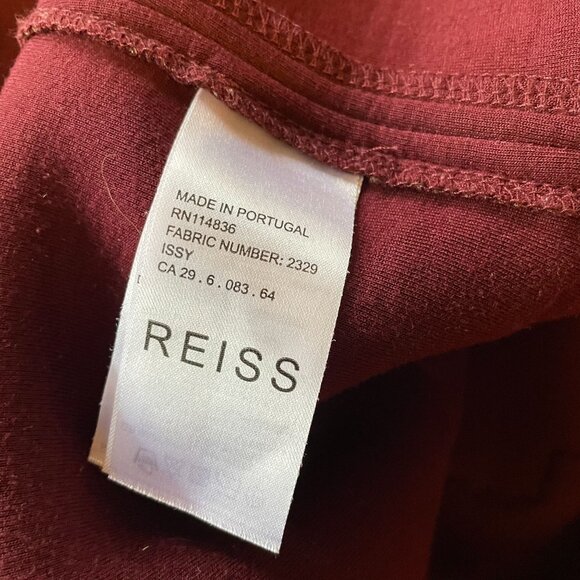 MADE IN PORTUGAL
RN114836
FABRIC NUMBER: 2329
ISSY
CA 29 . 6 . 083 . 64
REISS